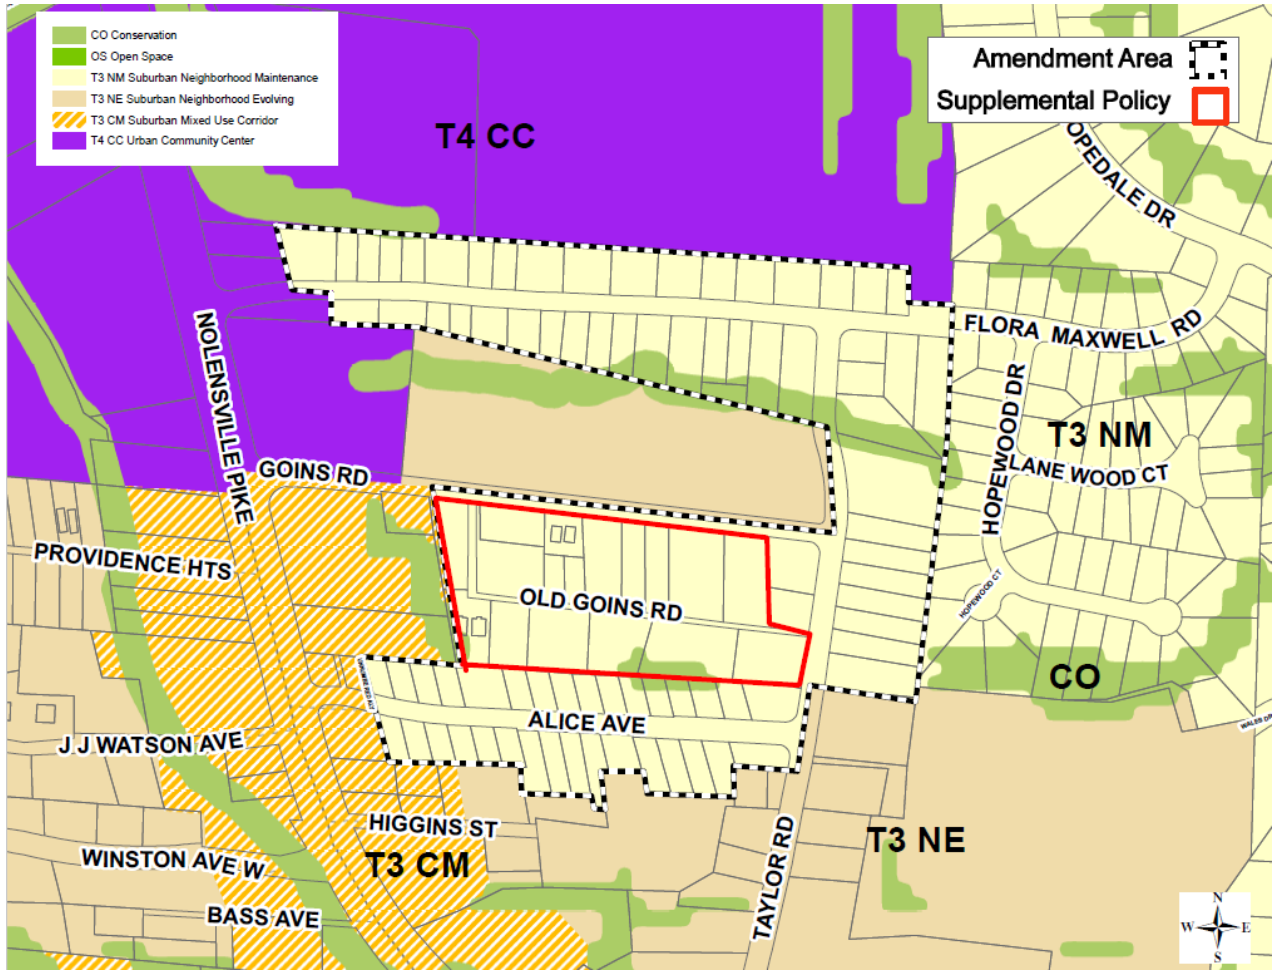 CO Conservation
OS Open Space
T3 NM Suburban Neighborhood Maintenance
T3 NE Suburban Neighborhood Evolving
T3 CM Suburban Mixed Use Corridor
T4 CC Urban Community Center
Amendment Area
Supplemental Policy
T4 CC
OPEDALE DR
NOLENSVILLE PIKE
FLORA MAXWELL RD
HOPEWOOD DR
T3 NM
LANE WOOD CT
GOINS RD
PROVIDENCE HTS
OLD GOINS RD
HOPEWOOD CT
CO
ALICE AVE
WALES DR
J J WATSON AVE
HIGGINS ST
T3 CM
T3 NE
WINSTON AVE W
TAYLOR RD
BASS AVE
N
W
E
S